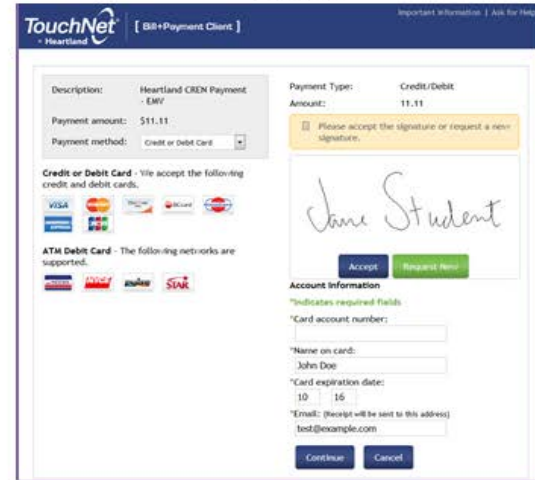 Important Information | Ask for Help
TouchNet®
• Heartland
[ Bill+Payment Client ]
Description: Heartland CREN Payment
- EMV
Payment amount: $11.11
Payment method: Credit or Debit Card
Credit or Debit Card - We accept the following
credit and debit cards.
VISA
ATM Debit Card - The following networks are
supported.
NYCE
STAR
Payment Type: Credit/Debit
Amount: 11.11
Please accept the signature or request a new
signature.
Jane Student
Accept
Request New
Account Information
*Indicates required fields
*Card account number:
*Name on card:
John Doe
*Card expiration date:
10 16
*Email: (Receipt will be sent to this address)
test@example.com
Continue
Cancel